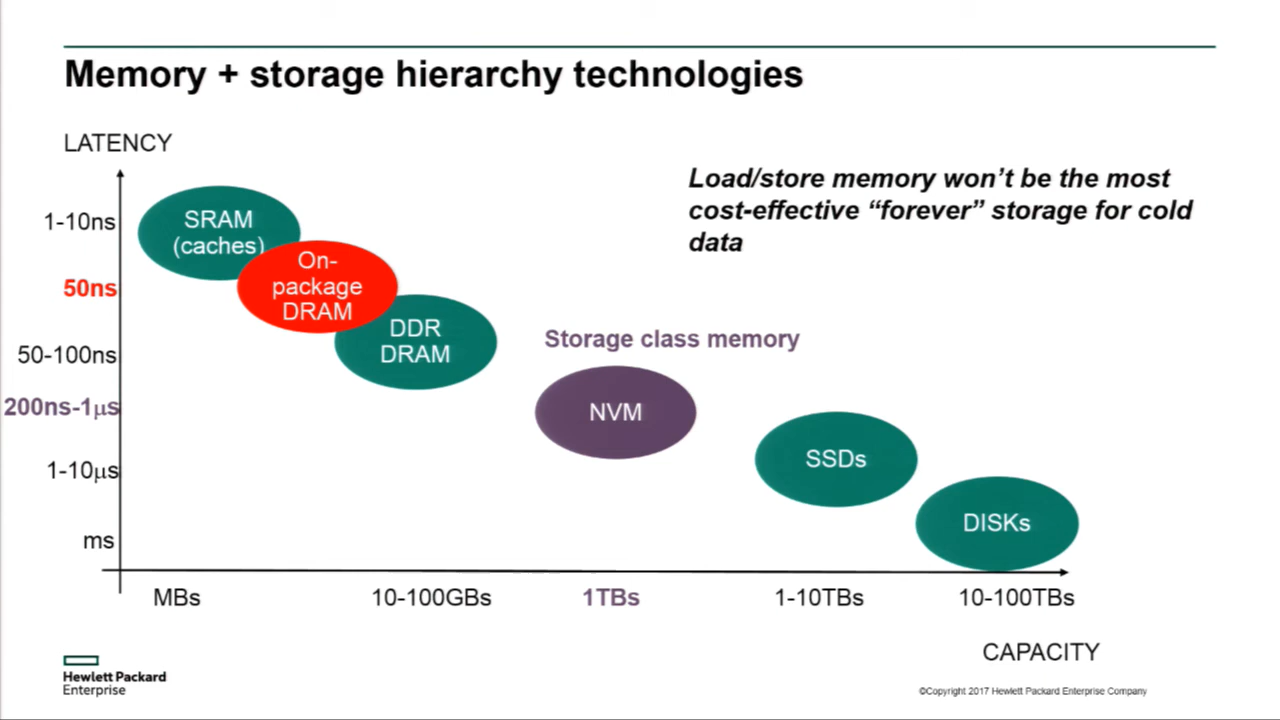 Memory + storage hierarchy technologies
LATENCY
Load/store memory won't be the most
cost-effective “forever” storage for cold
data
1-10ns
SRAM
(caches)
50ns
On-
package
DRAM
50-100ns
DDR
DRAM
Storage class memory
200ns-1μs
NVM
1-10μs
SSDs
ms
DISKs
MBs
10-100GBs
1TBs
1-10TBs
10-100TBs
CAPACITY
Hewlett Packard
Enterprise
©Copyright 2017 Hewlett Packard Enterprise Company